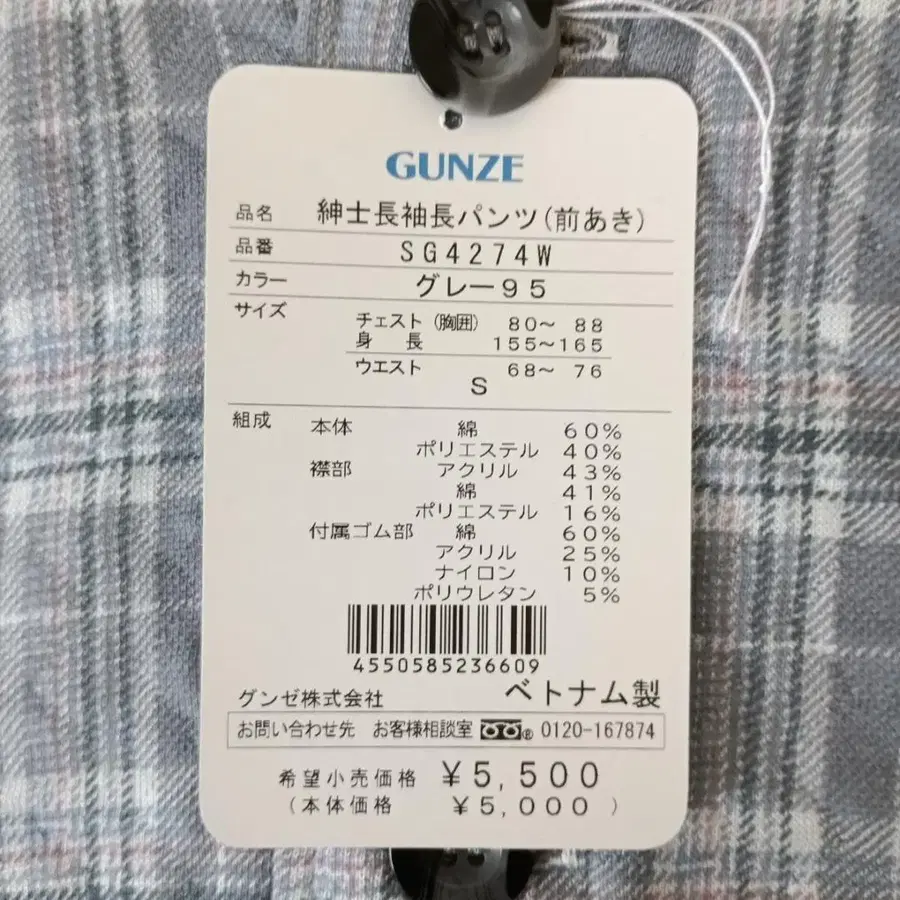 GUNZE
品名 紳士長袖長パンツ(前あき)
品番 SG4274W
カラー グレー95
サイズ チェスト(胸囲) 80～ 88
身長 155～165
ウエスト 68～ 76
S
組成 本体 綿 60%
ポリエステル 40%
襟部 アクリル 43%
綿 41%
ポリエステル 16%
付属ゴム部 綿 60%
アクリル 25%
ナイロン 10%
ポリウレタン 5%
4550585236609
グンゼ株式会社 ベトナム製
お問い合わせ先 お客様相談室 ® 0120-167874
希望小売価格 ¥5,500
(本体価格 ¥5,000 )